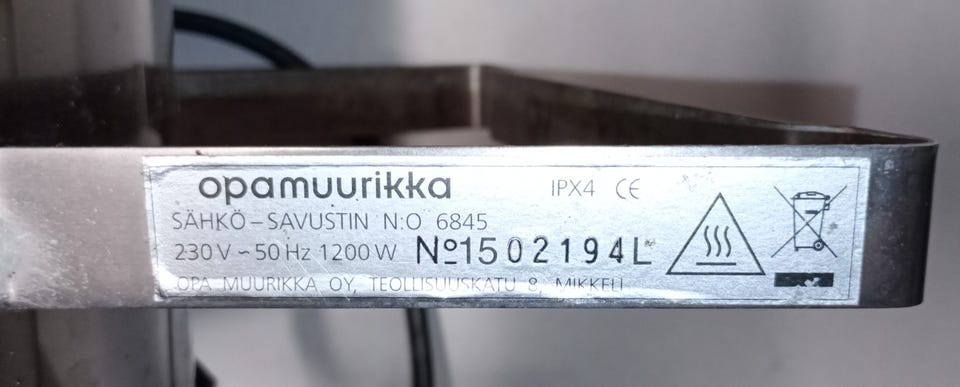 opamuurikka IPX4 CE
SÄHKÖ-SAVUSTIN N:O 6845
230 V ~ 50 Hz 1200 W Nº1502194L
OPA MUURIKKA OY, TEOLLISUUSKATU 8, MIKKELI